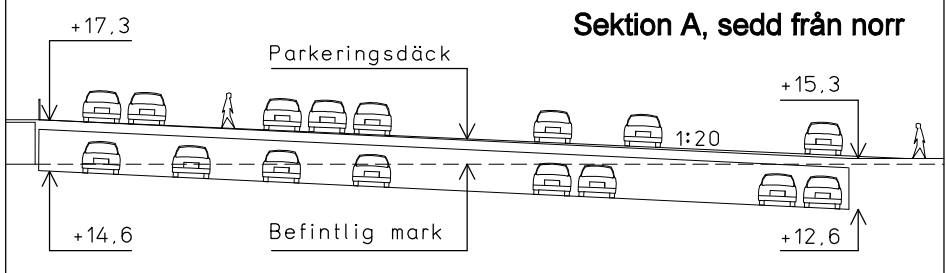 Sektion A, sedd från norr
+17,3
Parkeringsdäck
+15,3
1:20
+14,6
Befintlig mark
+12,6